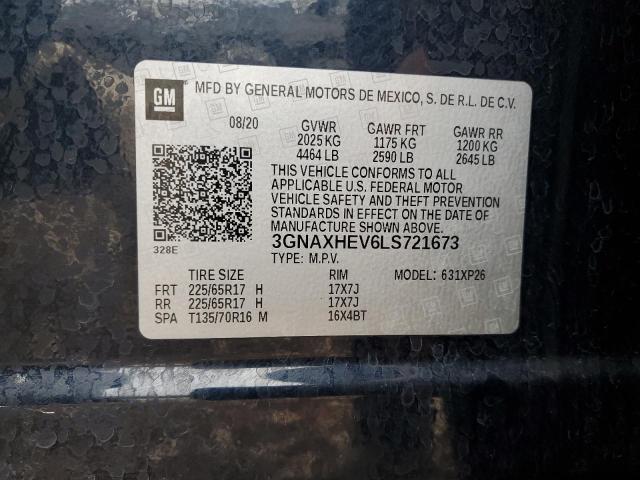 GM
MFD BY GENERAL MOTORS DE MEXICO, S. DE R.L. DE C.V.
08/20 GVWR GAWR FRT GAWR RR
2025 KG 1175 KG 1200 KG
4464 LB 2590 LB 2645 LB
THIS VEHICLE CONFORMS TO ALL
APPLICABLE U.S. FEDERAL MOTOR
VEHICLE SAFETY AND THEFT PREVENTION
STANDARDS IN EFFECT ON THE DATE OF
MANUFACTURE SHOWN ABOVE.
328E
3GNAXHEV6LS721673
TYPE: M.P.V. MODEL: 631XP26
TIRE SIZE RIM
FRT 225/65R17 H 17X7J
RR 225/65R17 H 17X7J
SPA T135/70R16 M 16X4BT